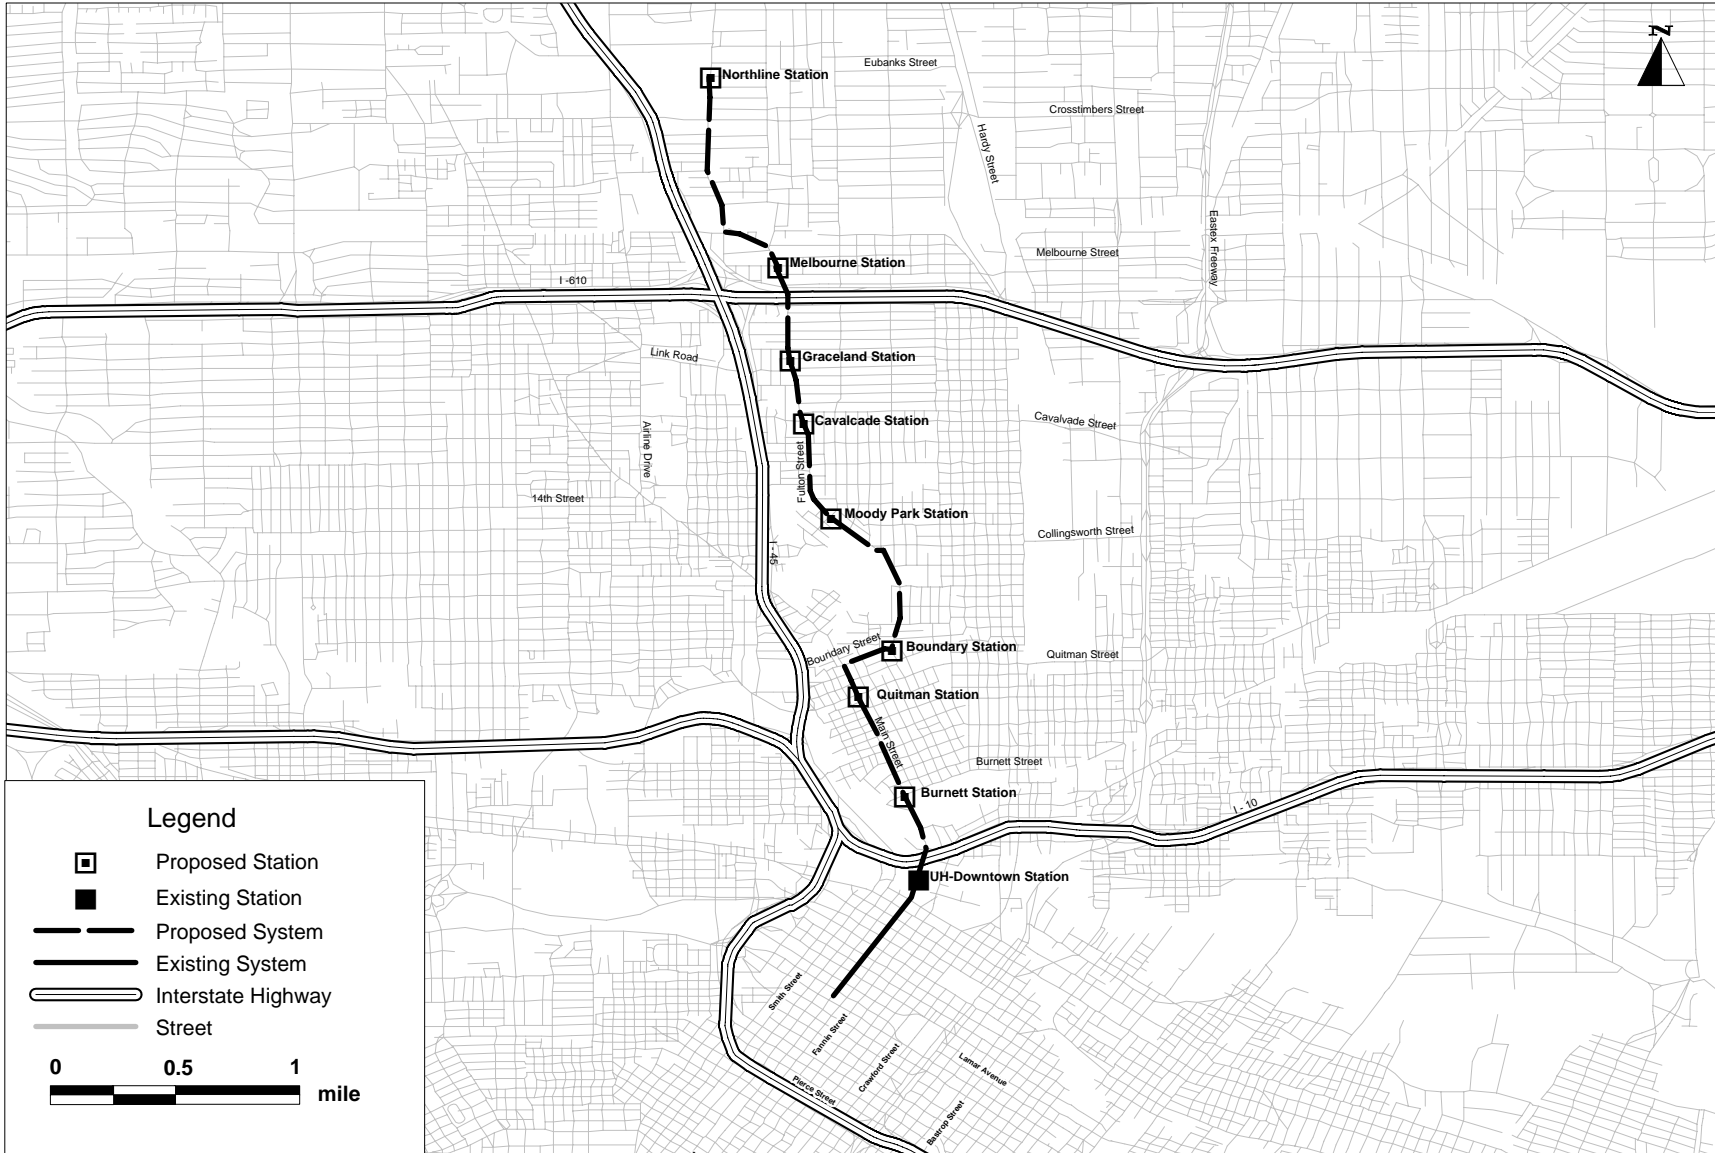 N
Northline Station
Eubanks Street
Crosstimbers Street
Hardy Street
Eastex Freeway
Melbourne Street
Melbourne Station
I -610
Link Road
Graceland Station
Cavalcade Station
Cavalvade Street
Airline Drive
Fulton Street
14th Street
Moody Park Station
Collingsworth Street
I - 45
Boundary Street
Boundary Station
Quitman Street
Quitman Station
Main Street
Burnett Street
Burnett Station
I - 10
UH-Downtown Station
Smith Street
Fannin Street
Crawford Street
Lamar Avenue
Pierce Street
Bastrop Street
Legend
Proposed Station
Existing Station
Proposed System
Existing System
Interstate Highway
Street
0 0.5 1
mile